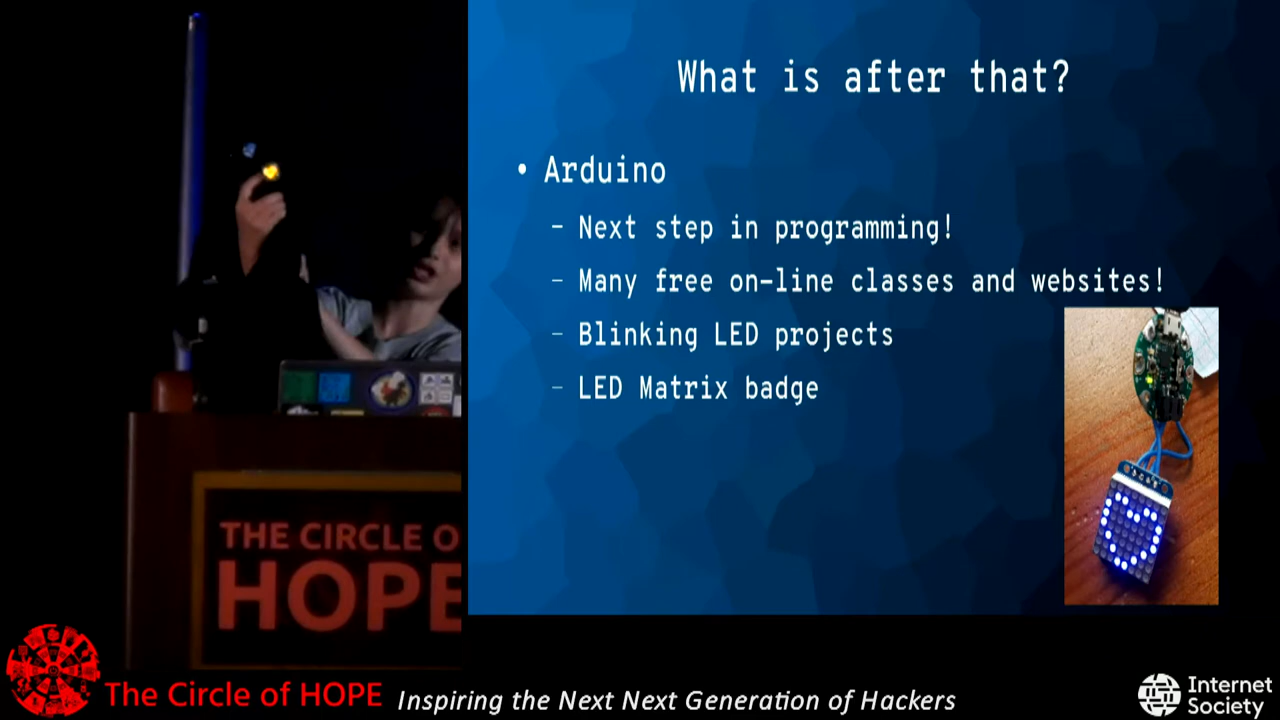 What is after that?
• Arduino
– Next step in programming!
– Many free on-line classes and websites!
– Blinking LED projects
– LED Matrix badge
THE CIRCLE O
HOPE
The Circle of HOPE
Inspiring the Next Next Generation of Hackers
Internet
Society